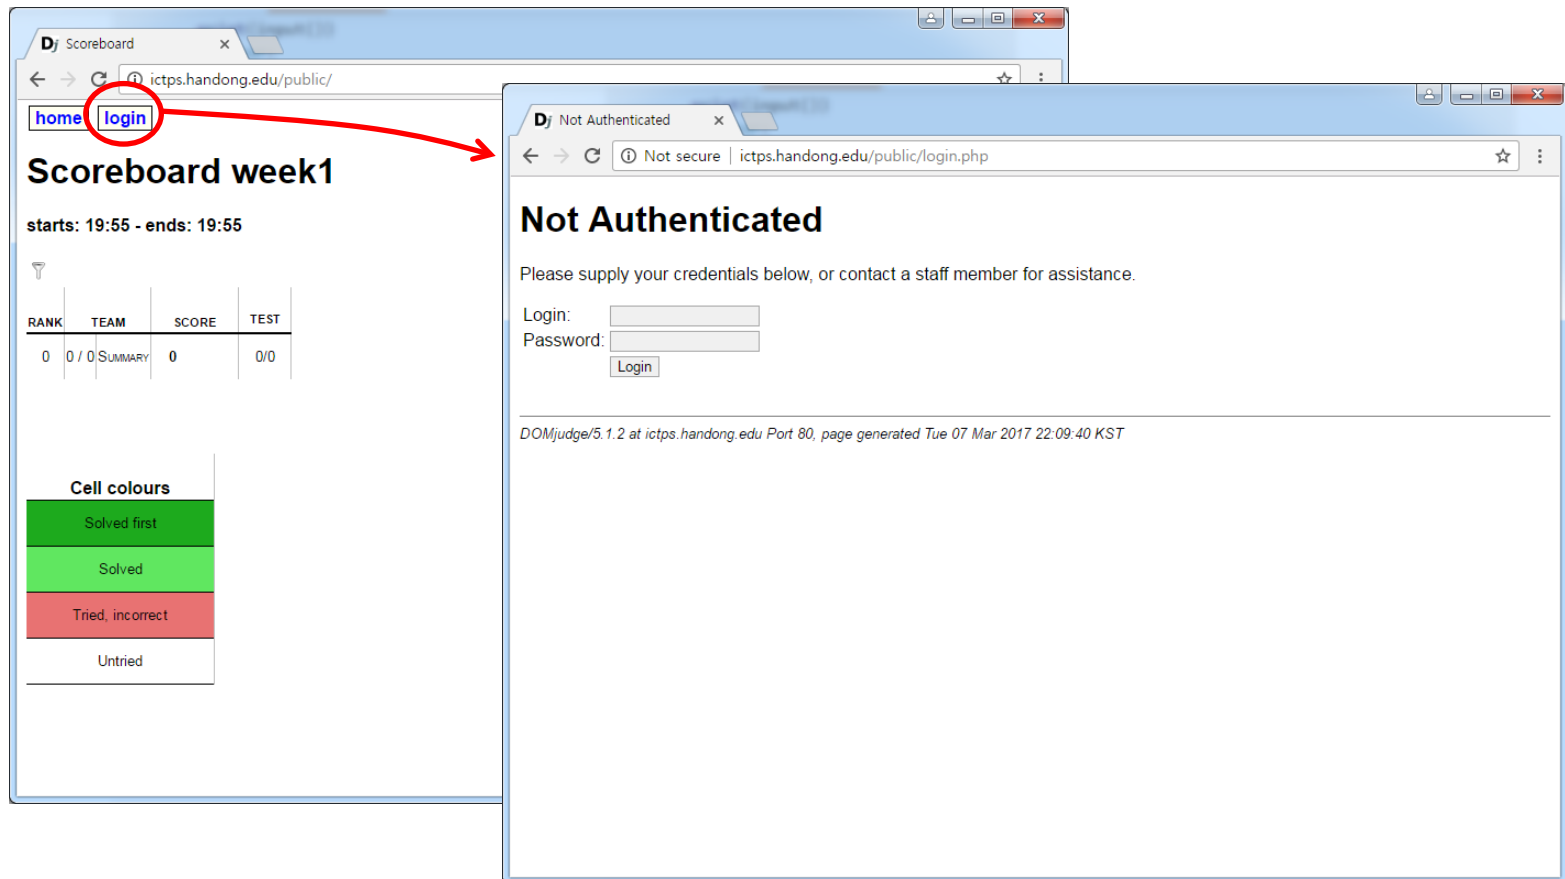 Dj Scoreboard
ictps.handong.edu/public/
home login
Scoreboard week1
starts: 19:55 - ends: 19:55
RANK TEAM SCORE TEST
0 0 / 0 SUMMARY 0 0/0
Cell colours
Solved first
Solved
Tried, incorrect
Untried
Dj Not Authenticated
Not secure | ictps.handong.edu/public/login.php
Not Authenticated
Please supply your credentials below, or contact a staff member for assistance.
Login:
Password:
Login
DOMjudge/5.1.2 at ictps.handong.edu Port 80, page generated Tue 07 Mar 2017 22:09:40 KST